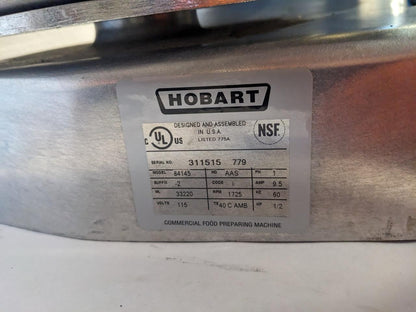 HOBART
DESIGNED AND ASSEMBLED
IN U.S.A.
LISTED 775A
C UL US
NSF
SERIAL NO. 311515 779
MODEL 84145 HD AAS PH 1
SUFFIX -2 CODE AMP 9.5
ML 33220 RPM 1725 HZ 60
VOLTS 115 40 C AMB HP 1/2
COMMERCIAL FOOD PREPARING MACHINE